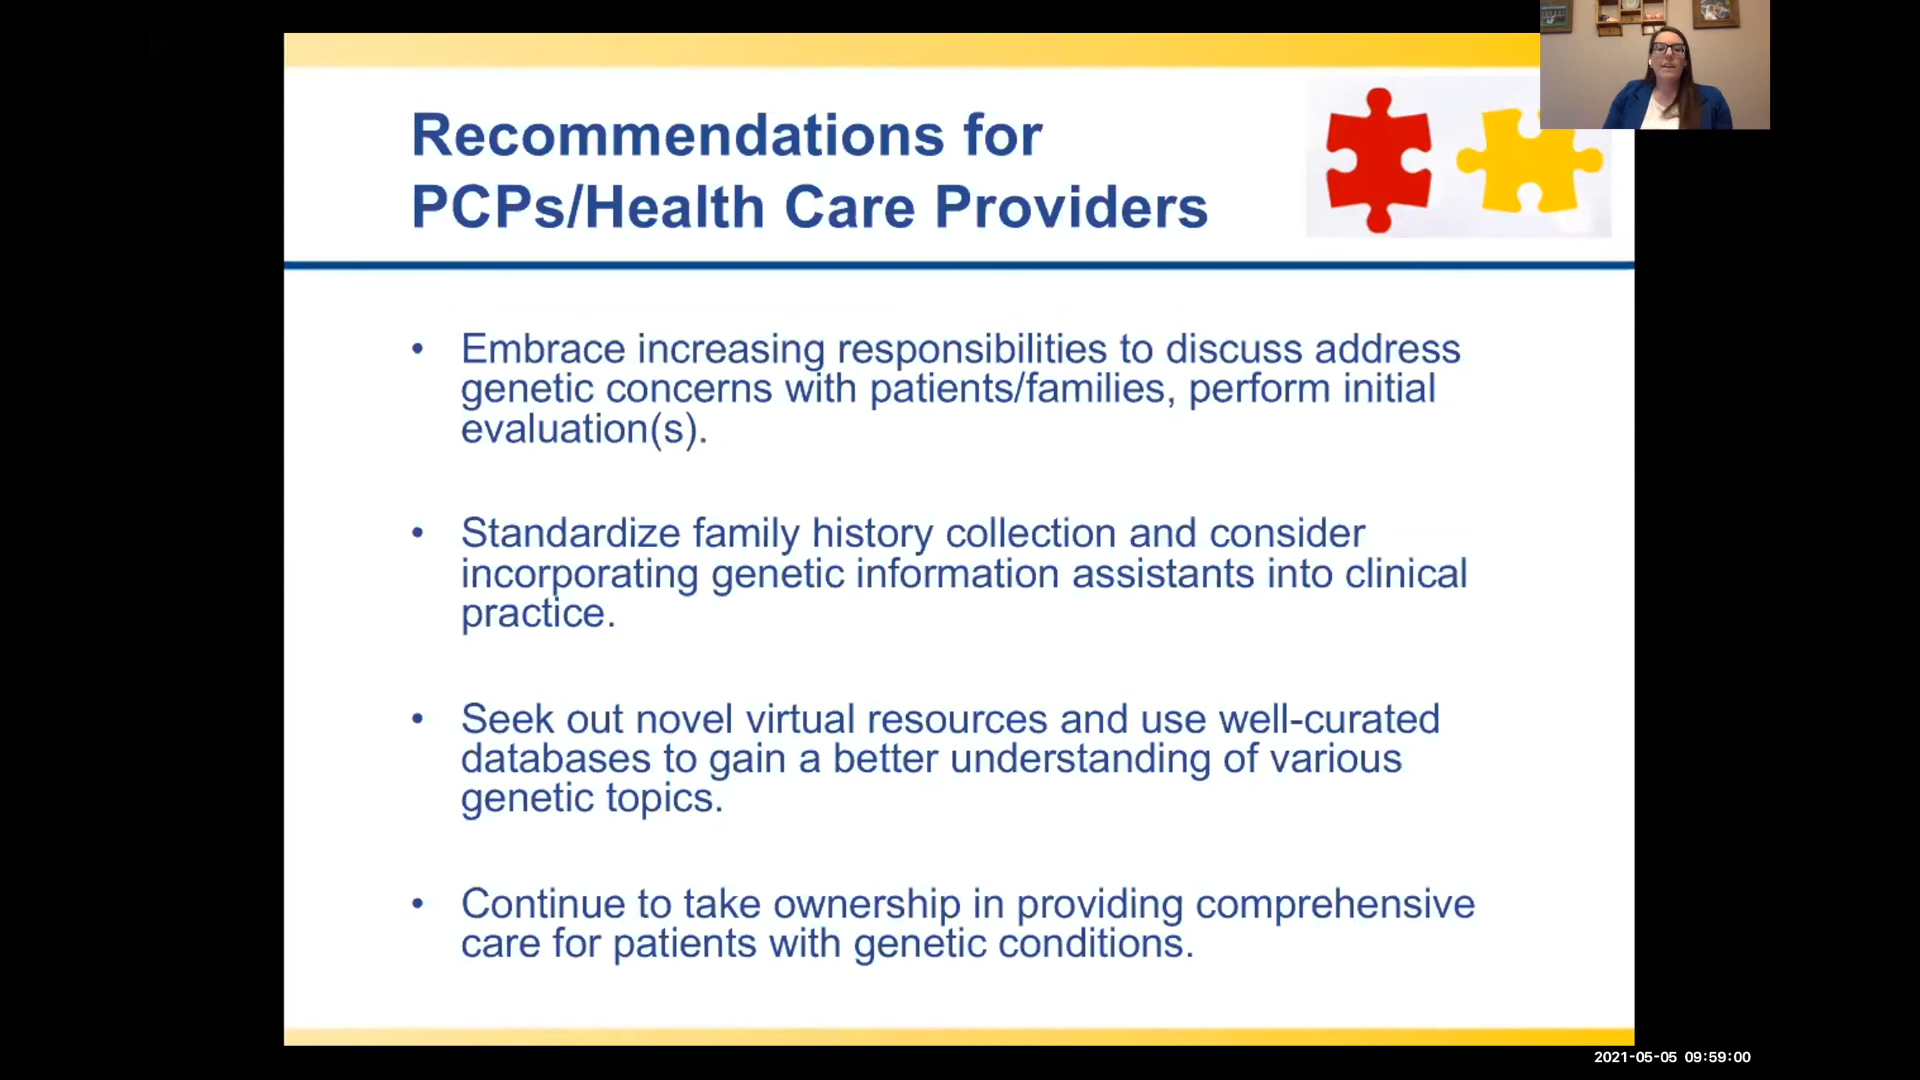 Recommendations for
PCPs/Health Care Providers
• Embrace increasing responsibilities to discuss address
genetic concerns with patients/families, perform initial
evaluation(s).
• Standardize family history collection and consider
incorporating genetic information assistants into clinical
practice.
• Seek out novel virtual resources and use well-curated
databases to gain a better understanding of various
genetic topics.
• Continue to take ownership in providing comprehensive
care for patients with genetic conditions.
2021-05-05 09:59:00